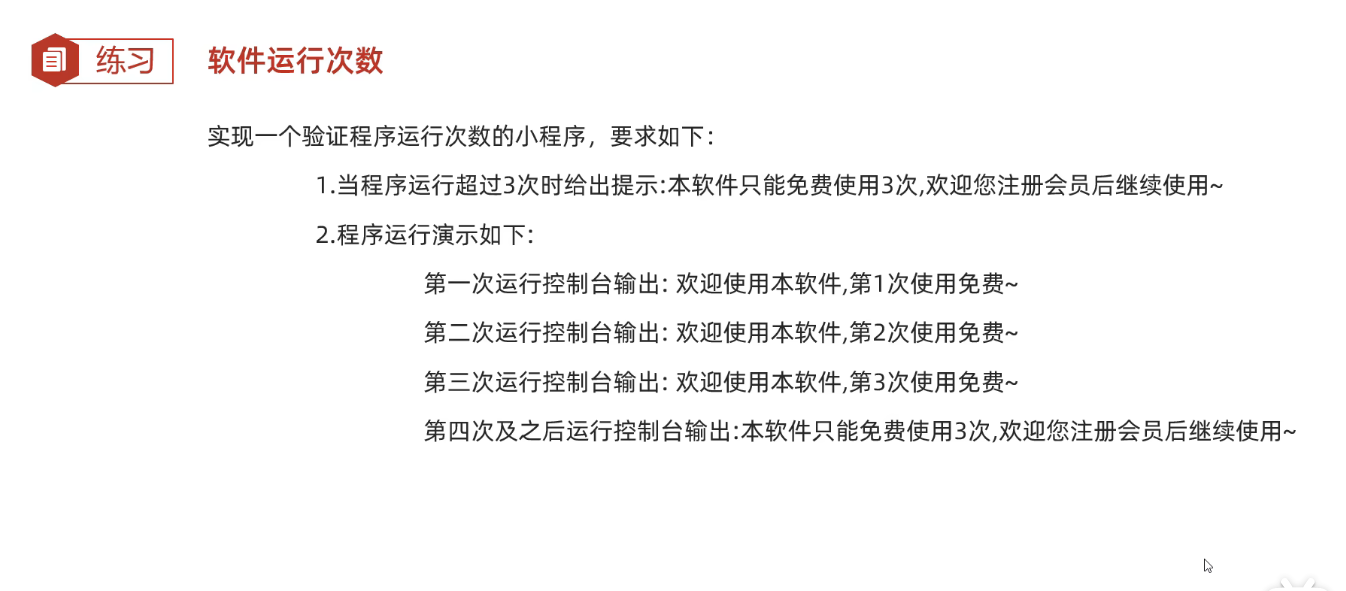 练习
软件运行次数
实现一个验证程序运行次数的小程序，要求如下：
1.当程序运行超过3次时给出提示:本软件只能免费使用3次,欢迎您注册会员后继续使用~
2.程序运行演示如下：
第一次运行控制台输出: 欢迎使用本软件,第1次使用免费~
第二次运行控制台输出: 欢迎使用本软件,第2次使用免费~
第三次运行控制台输出: 欢迎使用本软件,第3次使用免费~
第四次及之后运行控制台输出:本软件只能免费使用3次,欢迎您注册会员后继续使用~